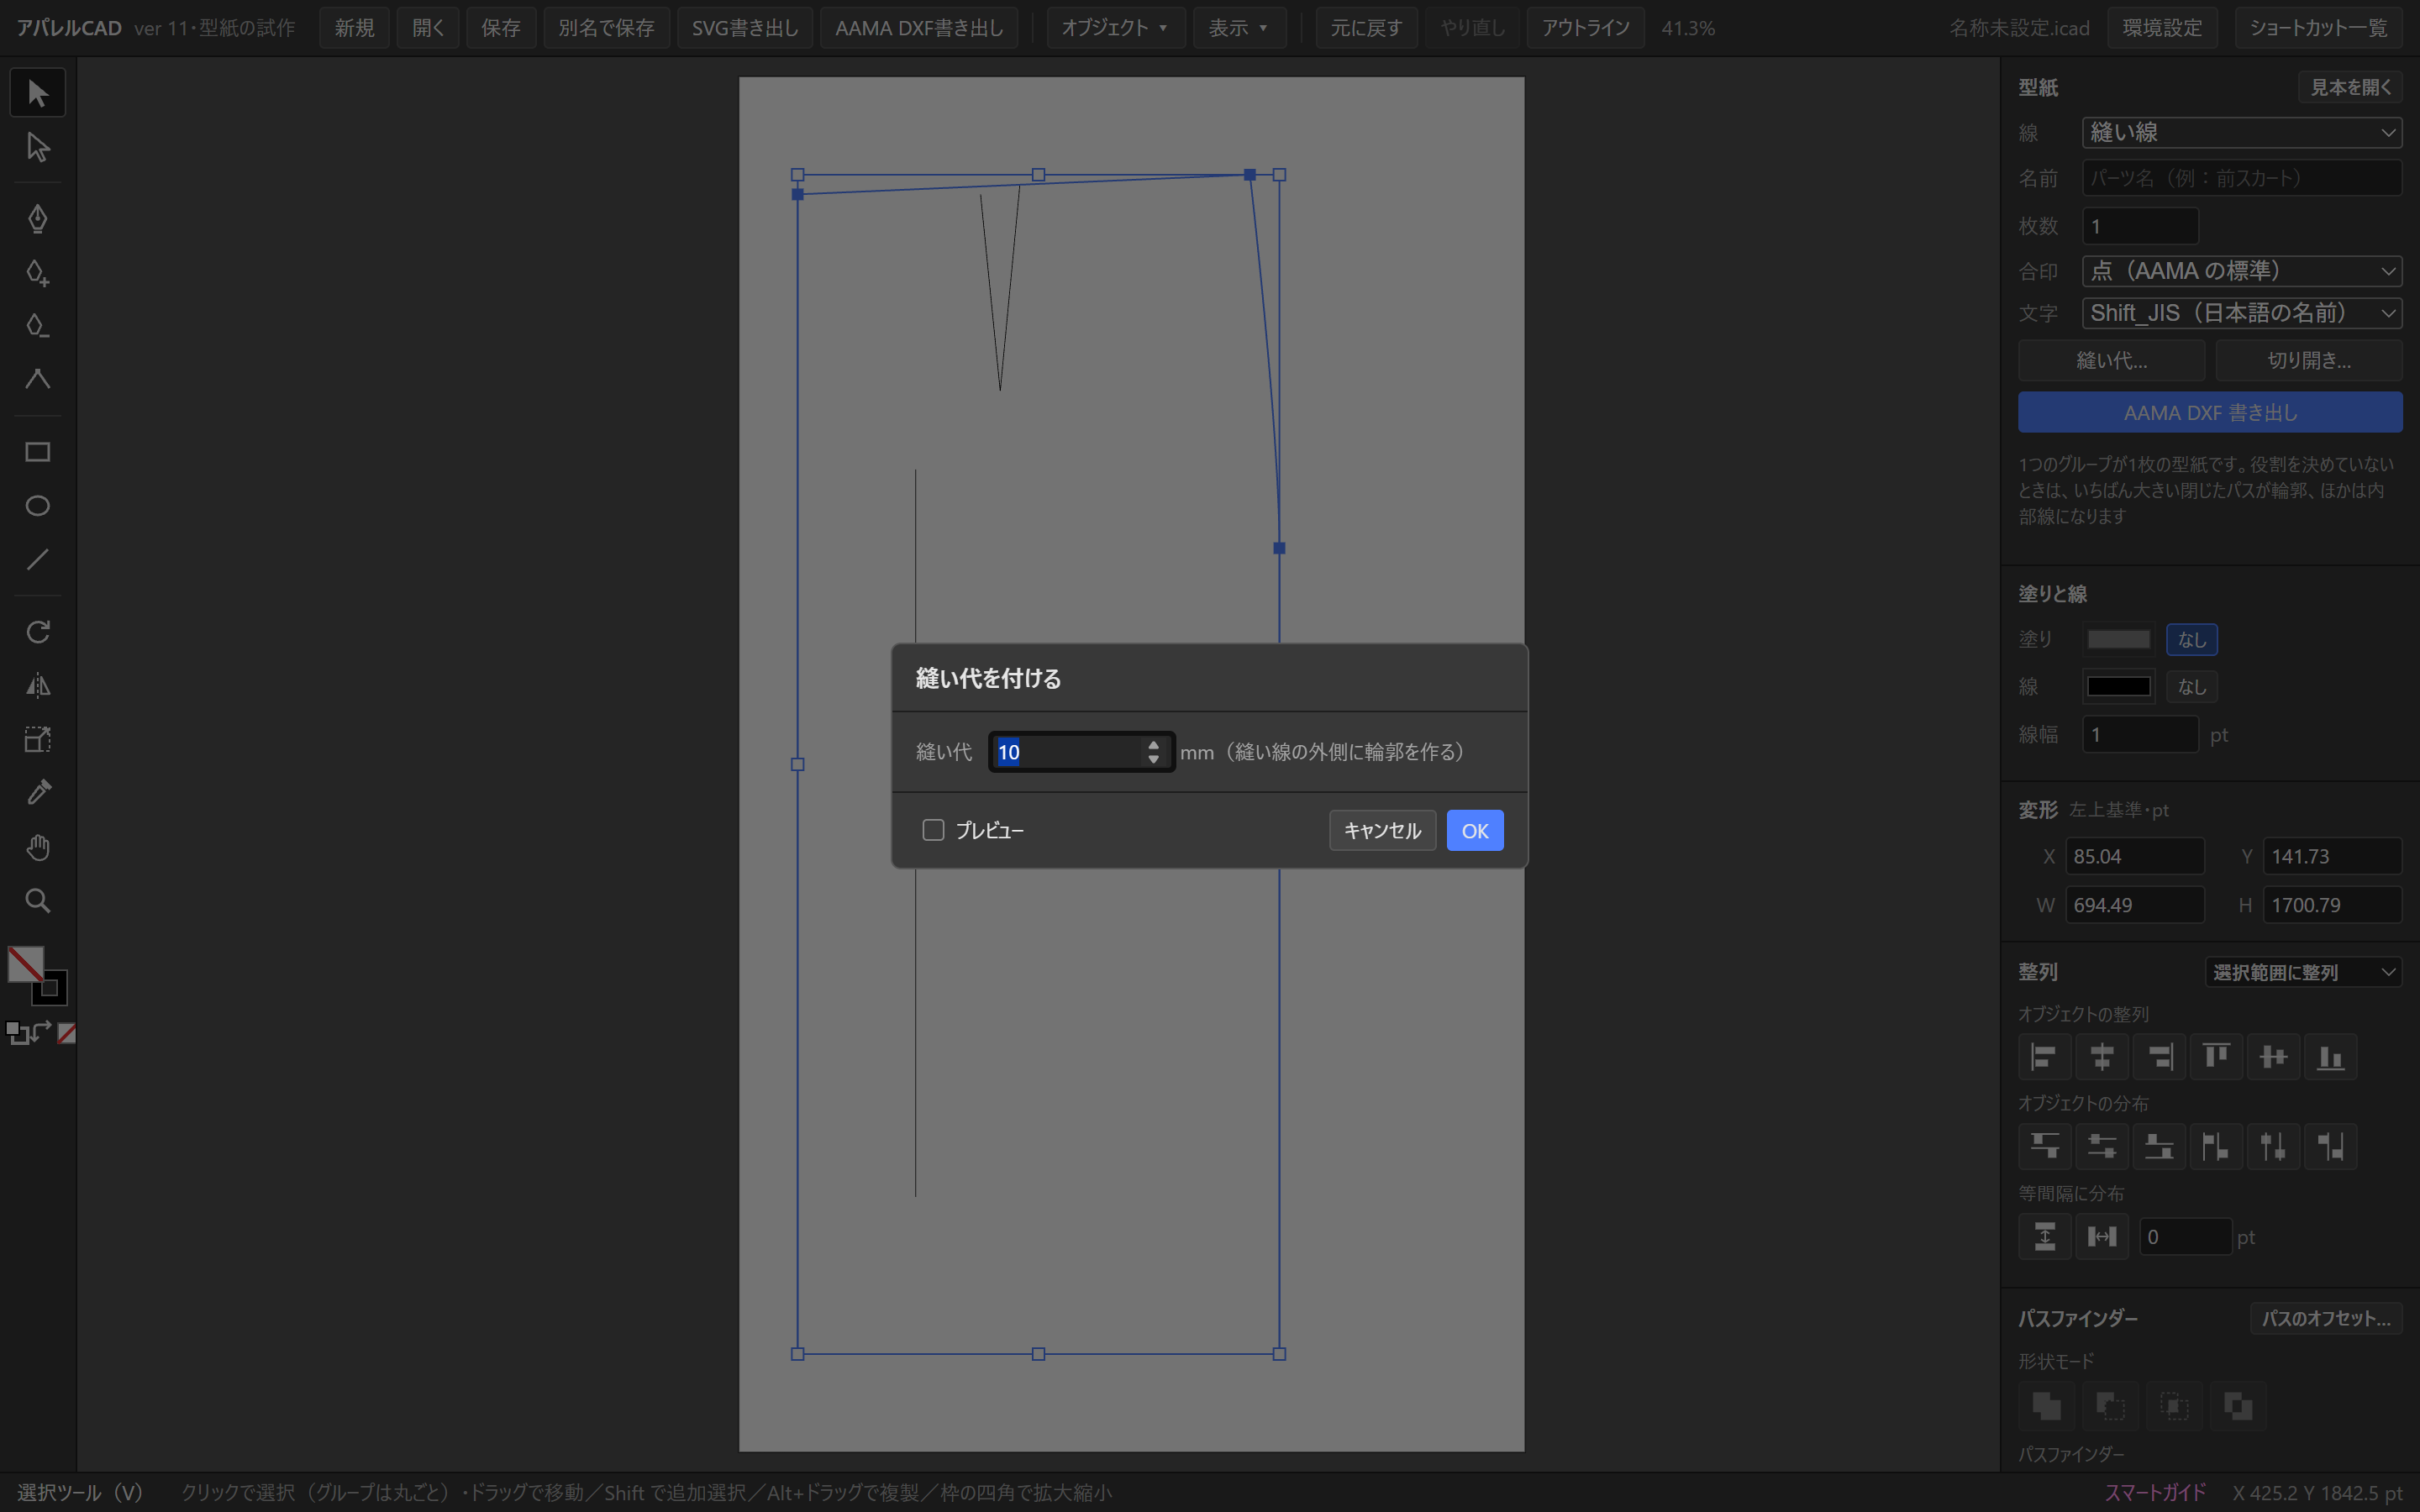 アパレルCAD ver 11・型紙の試作 新規 開く 保存 別名で保存 SVG書き出し AAMA DXF書き出し オブジェクト ▼ 表示 ▼ 元に戻す やり直し アウトライン 41.3% 名称未設定.icad 環境設定 ショートカット一覧
型紙 見本を開く
線 縫い線
名前 パーツ名（例：前スカート）
枚数 1
合印 点（AAMA の標準）
文字 Shift_JIS（日本語の名前）
縫い代... 切り開き...
AAMA DXF 書き出し
1つのグループが1枚の型紙です。役割を決めていない
ときは、いちばん大きい閉じたパスが輪郭、ほかは内
部線になります
塗りと線
塗り なし
線 なし
線幅 1 pt
縫い代を付ける
縫い代 10 mm（縫い線の外側に輪郭を作る）
プレビュー キャンセル OK
変形 左上基準・pt
X 85.04 Y 141.73
W 694.49 H 1700.79
整列 選択範囲に整列
オブジェクトの整列
オブジェクトの分布
等間隔に分布
0 pt
パスファインダー パスのオフセット...
形状モード
パスファインダー
選択ツール（V） クリックで選択（グループは丸ごと）・ドラッグで移動／Shift で追加選択／Alt+ドラッグで複製／枠の四角で拡大縮小 スマートガイド X 425.2 Y 1842.5 pt